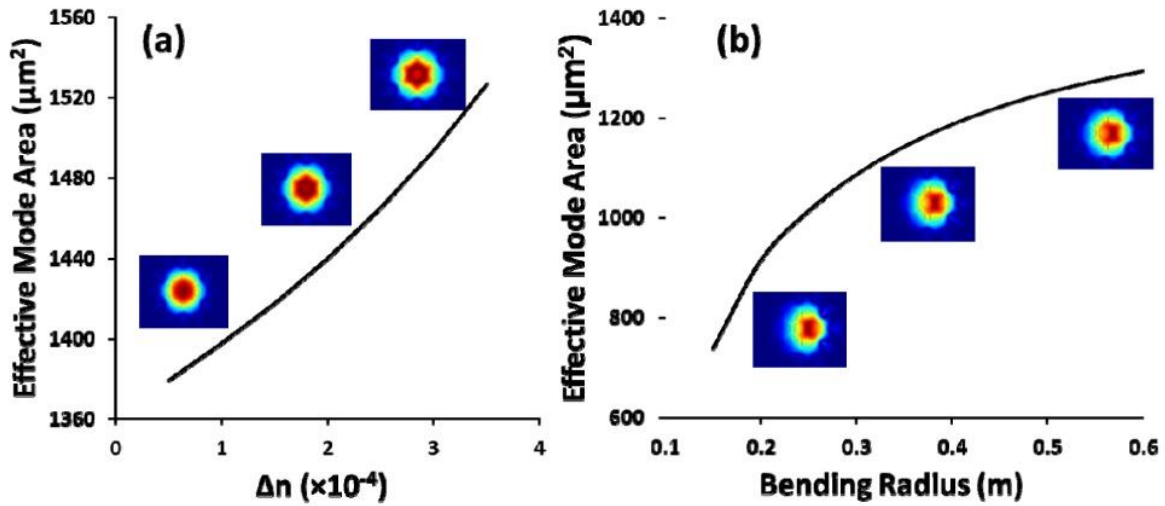 (a)
Effective Mode Area (µm²)
1560
1520
1480
1440
1400
1360
0 1 2 3 4
Δn (×10⁻⁴)
(b)
Effective Mode Area (µm²)
1400
1200
1000
800
600
0.1 0.2 0.3 0.4 0.5 0.6
Bending Radius (m)